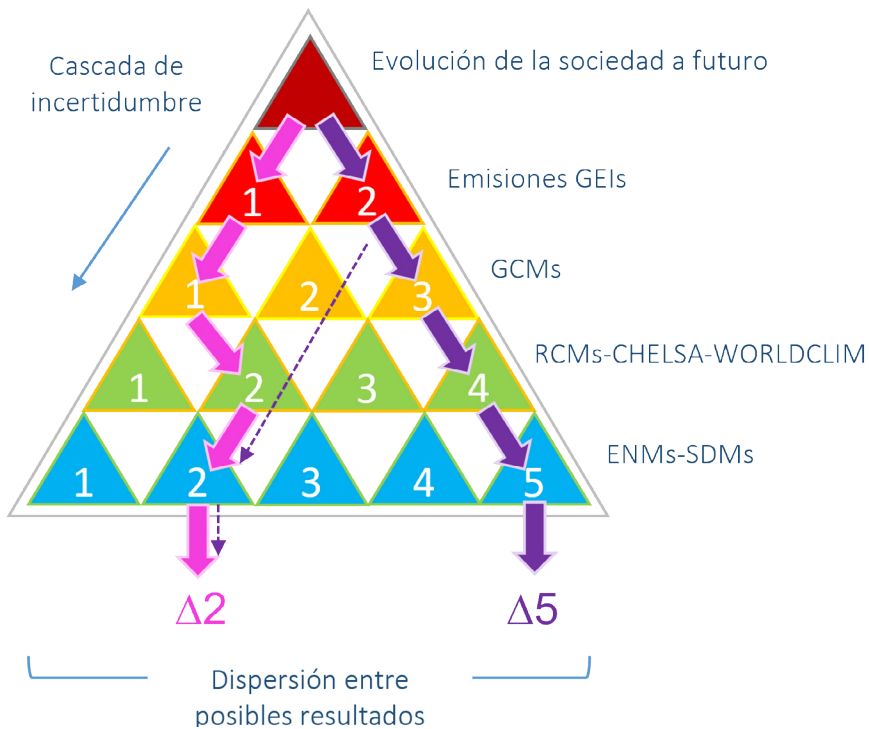 Cascada de
incertidumbre
Evolución de la sociedad a futuro
1 2
Emisiones GEIs
1 2 3
GCMs
1 2 3 4
RCMs-CHELSA-WORLDCLIM
1 2 3 4 5
ENMs-SDMs
Δ2 Δ5
Dispersión entre
posibles resultados